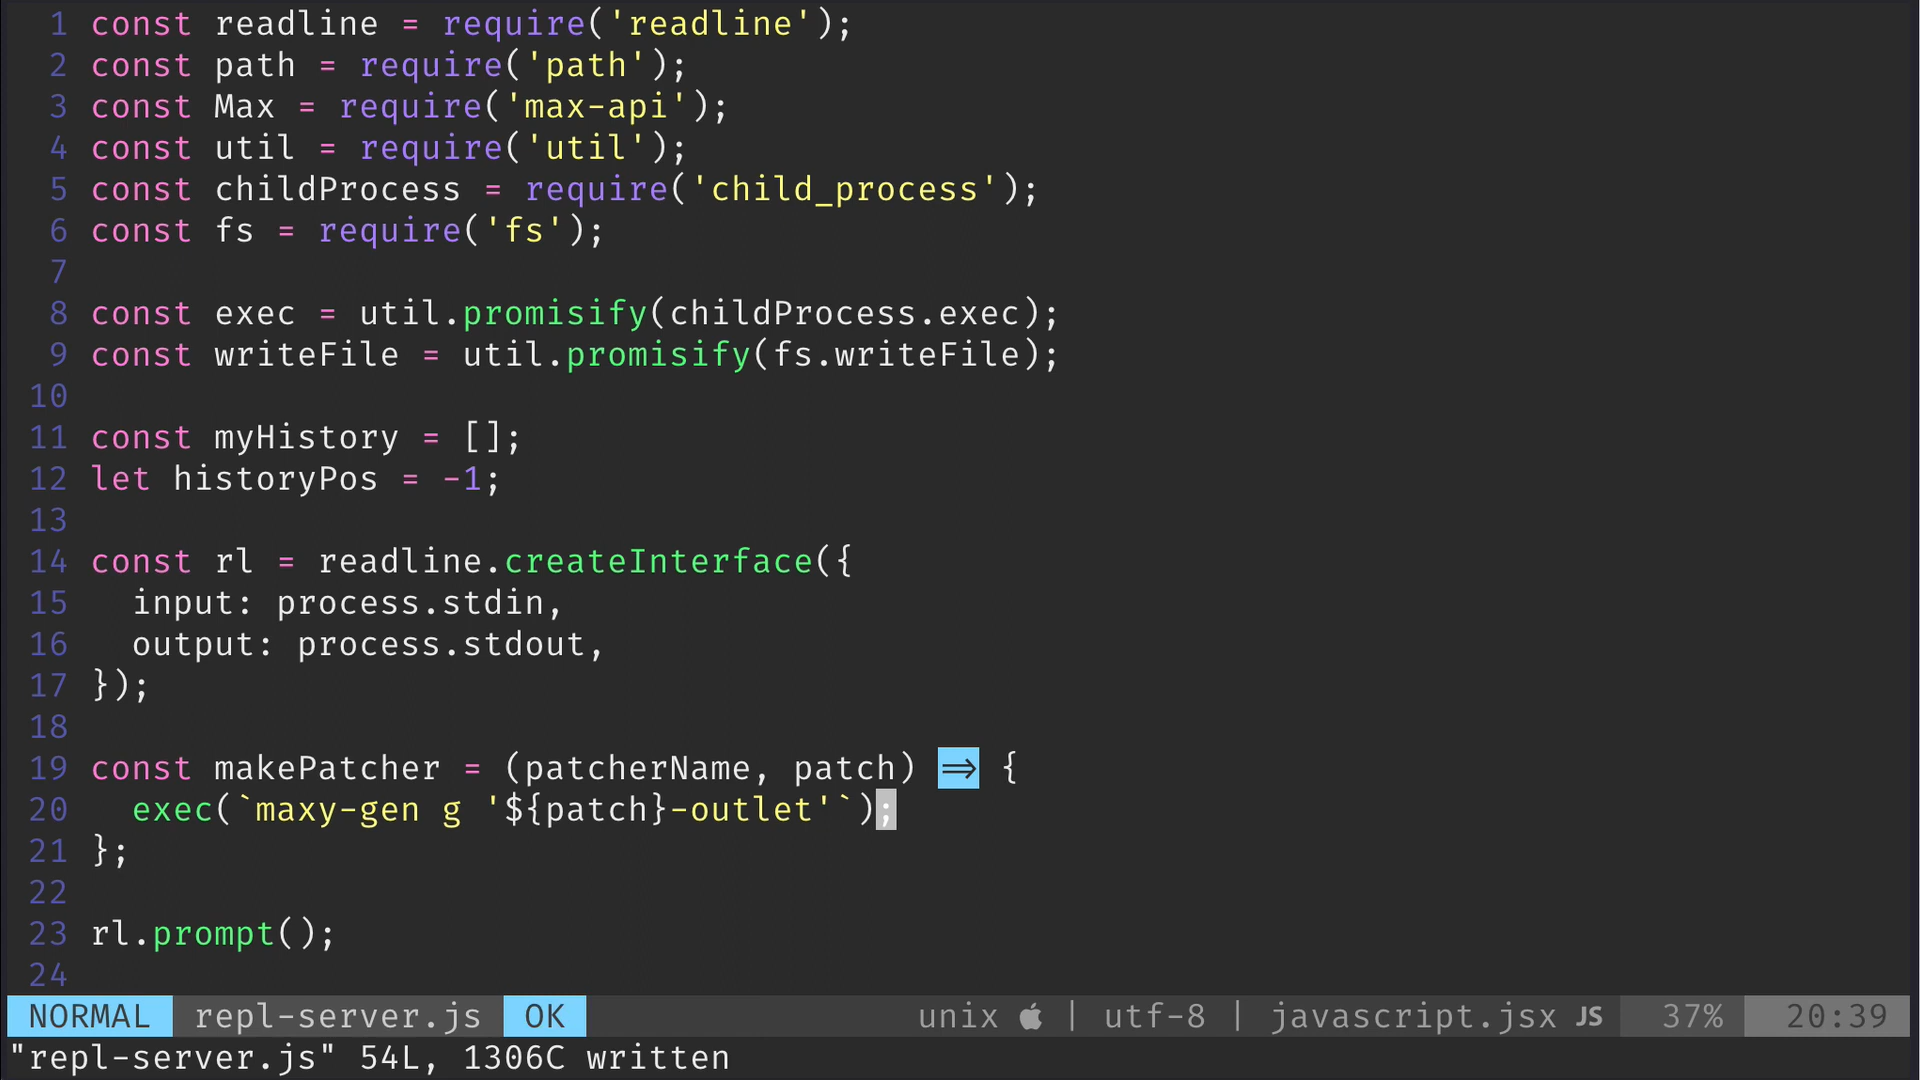 1 const readline = require('readline');
2 const path = require('path');
3 const Max = require('max-api');
4 const util = require('util');
5 const childProcess = require('child_process');
6 const fs = require('fs');
7
8 const exec = util.promisify(childProcess.exec);
9 const writeFile = util.promisify(fs.writeFile);
10
11 const myHistory = [];
12 let historyPos = -1;
13
14 const rl = readline.createInterface({
15   input: process.stdin,
16   output: process.stdout,
17 });
18
19 const makePatcher = (patcherName, patch) => {
20   exec(`maxy-gen g '${patch}-outlet'`);
21 };
22
23 rl.prompt();
24
NORMAL repl-server.js OK unix | utf-8 | javascript.jsx JS 37% 20:39
"repl-server.js" 54L, 1306C written